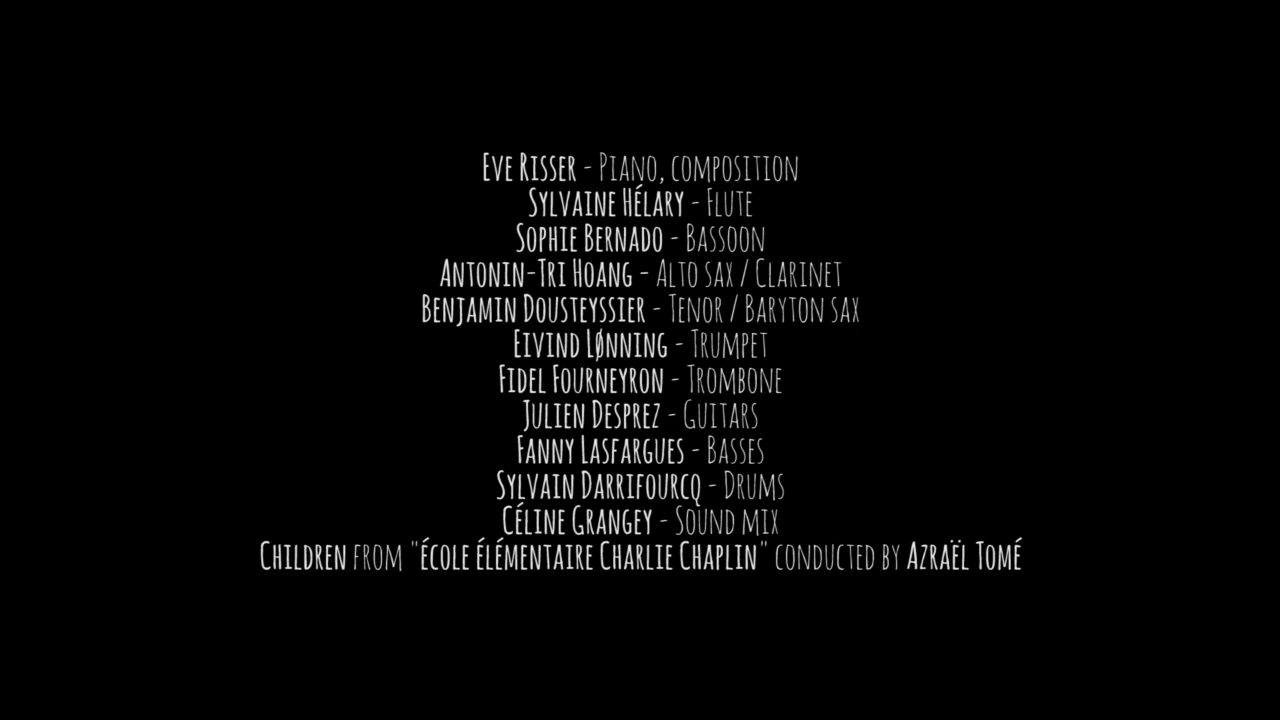 Eve Risser - Piano, composition
Sylvaine Hélary - Flute
Sophie Bernado - Bassoon
Antonin-Tri Hoang - Alto sax / Clarinet
Benjamin Dousteyssier - Tenor / Baryton sax
Eivind Lønning - Trumpet
Fidel Fourneyron - Trombone
Julien Desprez - Guitars
Fanny Lasfargues - Basses
Sylvain Darrifourcq - Drums
Céline Grangey - Sound mix
Children from "école élémentaire Charlie Chaplin" conducted by Azraël Tomé